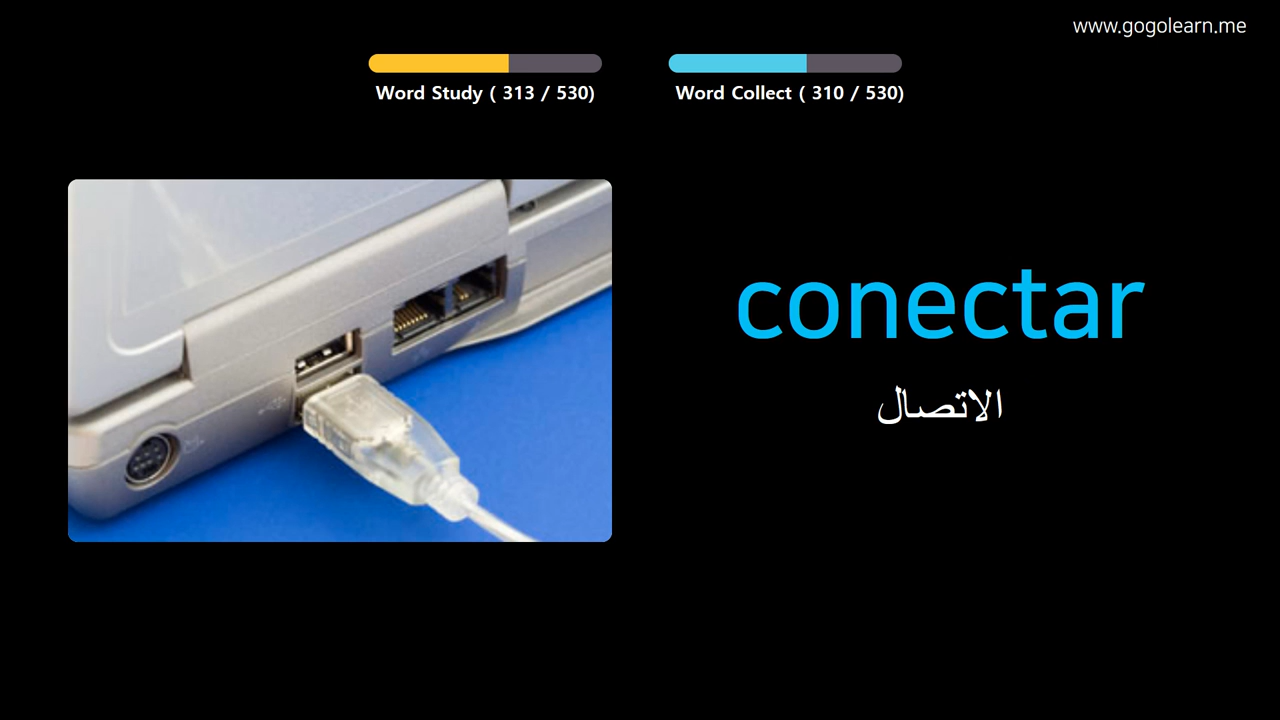 www.gogolearn.me
Word Study ( 313 / 530)
Word Collect ( 310 / 530)
conectar
الاتصال